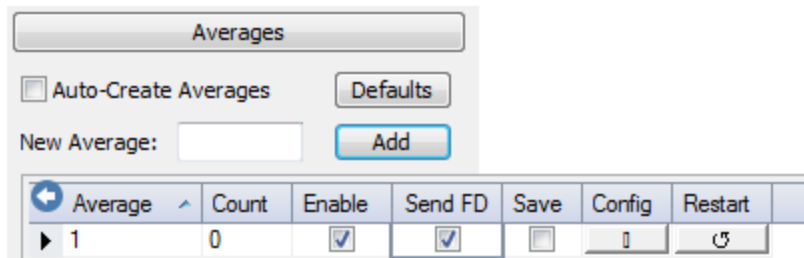 Averages
Auto-Create Averages Defaults
New Average: Add
Average Count Enable Send FD Save Config Restart
1 0